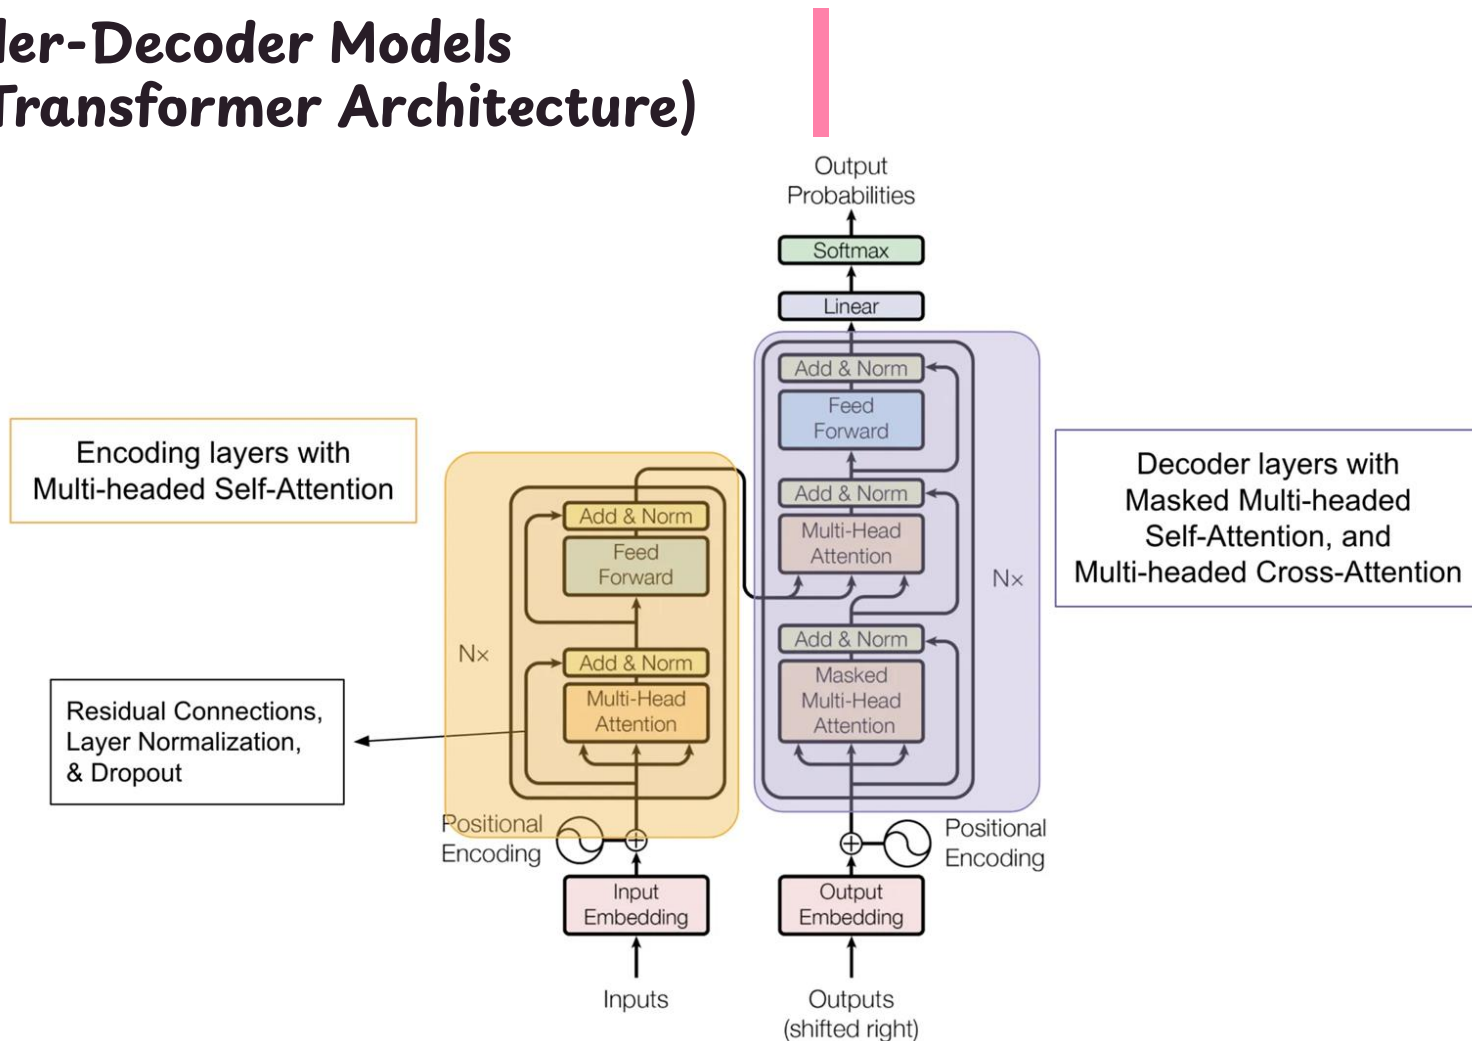 ler-Decoder Models
Transformer Architecture)
Output
Probabilities
Softmax
Linear
Add & Norm
Feed
Forward
Add & Norm
Multi-Head
Attention
Nx
Add & Norm
Masked
Multi-Head
Attention
Encoding layers with
Multi-headed Self-Attention
Decoder layers with
Masked Multi-headed
Self-Attention, and
Multi-headed Cross-Attention
Add & Norm
Feed
Forward
Nx
Add & Norm
Multi-Head
Attention
Residual Connections,
Layer Normalization,
& Dropout
Positional
Encoding
Positional
Encoding
Input
Embedding
Output
Embedding
Inputs
Outputs
(shifted right)